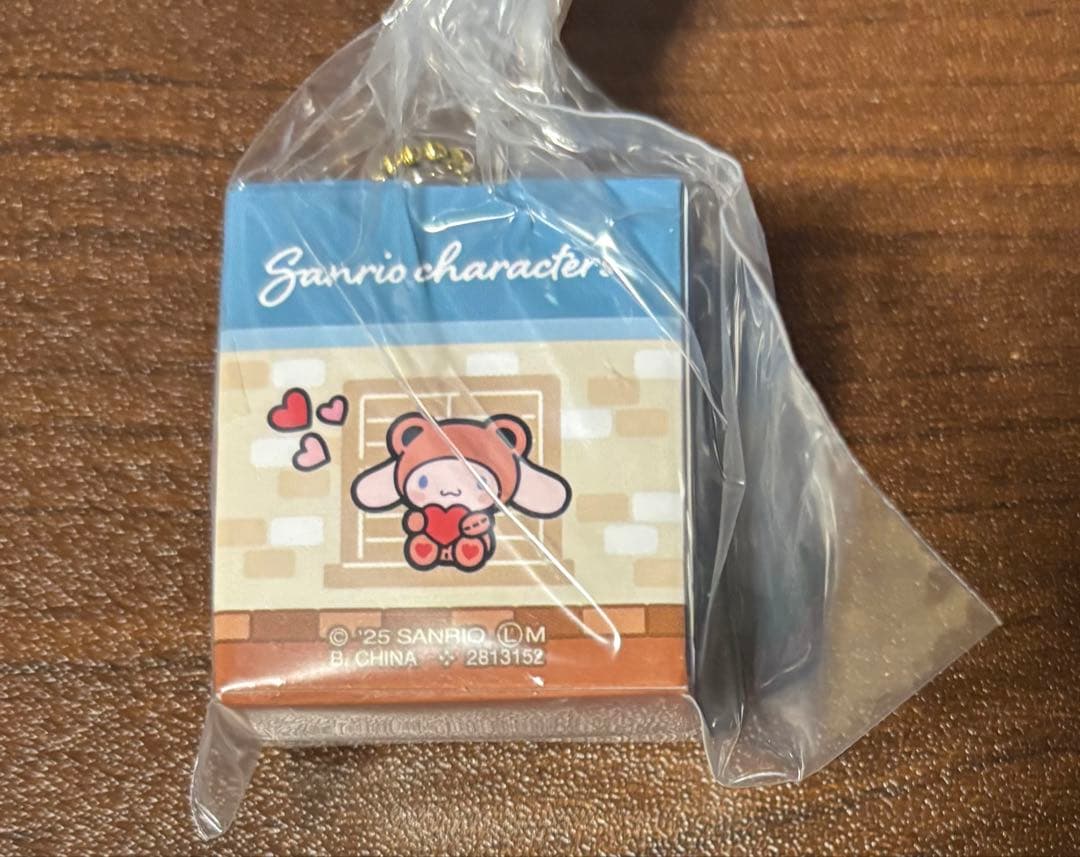 Sanrio characters
© '25 SANRIO Ⓛ M
B. CHINA ⁘ 2813152